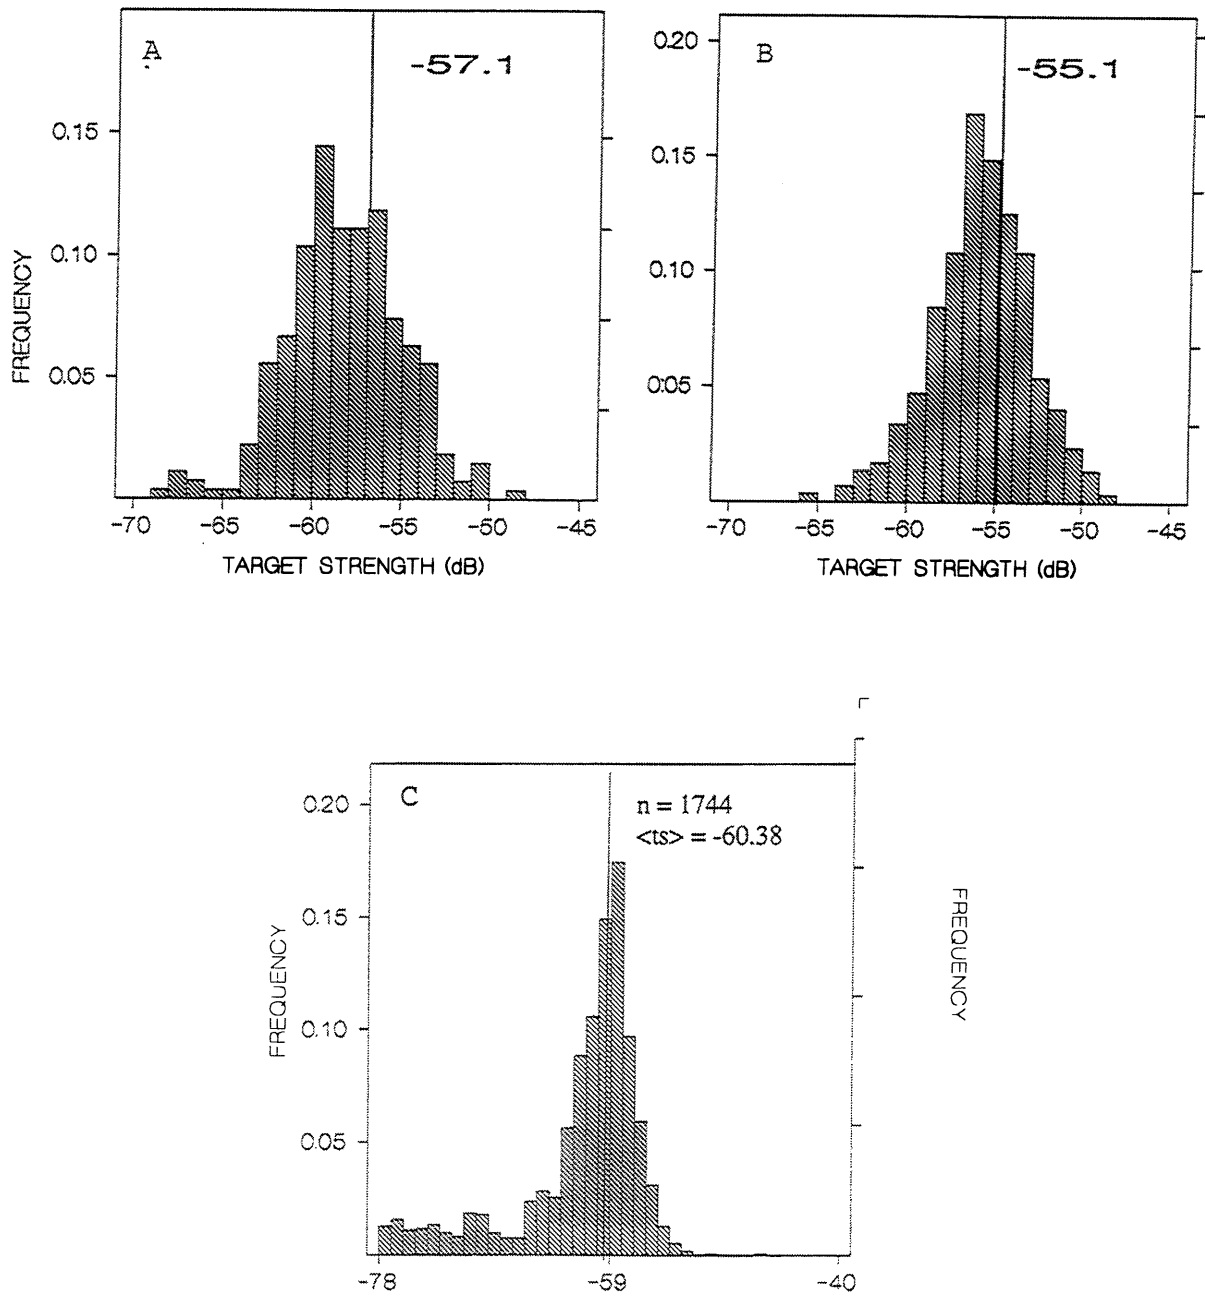 A
-57.1
0.15
0.10
0.05
FREQUENCY
-70 -65 -60 -55 -50 -45
TARGET STRENGTH (dB)
B
-55.1
0.20
0.15
0.10
0.05
-70 -65 -60 -55 -50 -45
TARGET STRENGTH (dB)
C
n = 1744
<ts> = -60.38
0.20
0.15
0.10
0.05
FREQUENCY
-78 -59 -40
FREQUENCY